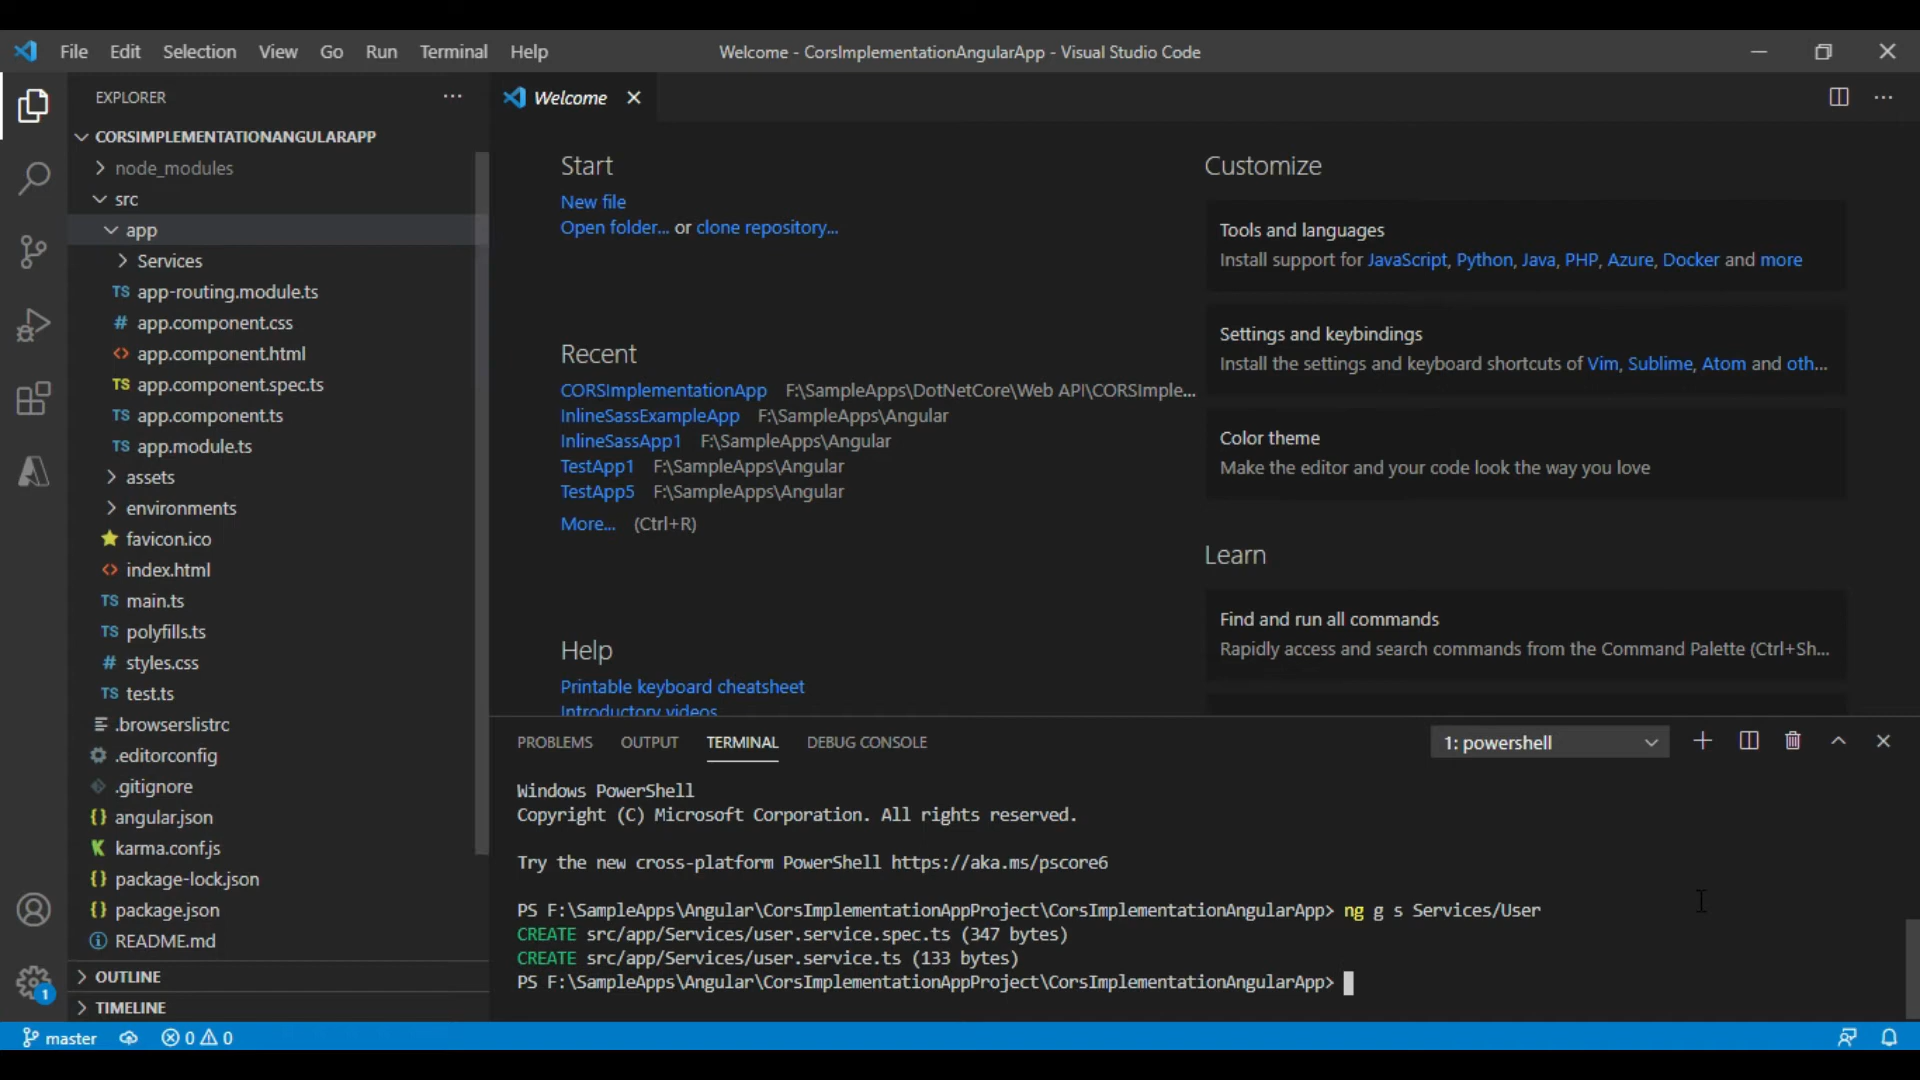 File Edit Selection View Go Run Terminal Help
Welcome - CorsImplementationAngularApp - Visual Studio Code
EXPLORER
CORSIMPLEMENTATIONANGULARAPP
node_modules
src
app
Services
TS app-routing.module.ts
# app.component.css
<> app.component.html
TS app.component.spec.ts
TS app.component.ts
TS app.module.ts
assets
environments
favicon.ico
<> index.html
TS main.ts
TS polyfills.ts
# styles.css
TS test.ts
.browserslistrc
.editorconfig
.gitignore
{} angular.json
K karma.conf.js
{} package-lock.json
{} package.json
README.md
OUTLINE
TIMELINE
1
Welcome
Start
New file
Open folder... or clone repository...
Recent
CORSImplementationApp F:\SampleApps\DotNetCore\Web API\CORSImple...
InlineSassExampleApp F:\SampleApps\Angular
InlineSassApp1 F:\SampleApps\Angular
TestApp1 F:\SampleApps\Angular
TestApp5 F:\SampleApps\Angular
More... (Ctrl+R)
Help
Printable keyboard cheatsheet
Introductory videos
Customize
Tools and languages
Install support for JavaScript, Python, Java, PHP, Azure, Docker and more
Settings and keybindings
Install the settings and keyboard shortcuts of Vim, Sublime, Atom and oth...
Color theme
Make the editor and your code look the way you love
Learn
Find and run all commands
Rapidly access and search commands from the Command Palette (Ctrl+Sh...
PROBLEMS OUTPUT TERMINAL DEBUG CONSOLE
1: powershell
Windows PowerShell
Copyright (C) Microsoft Corporation. All rights reserved.
Try the new cross-platform PowerShell https://aka.ms/pscore6
PS F:\SampleApps\Angular\CorsImplementationAppProject\CorsImplementationAngularApp> ng g s Services/User
CREATE src/app/Services/user.service.spec.ts (347 bytes)
CREATE src/app/Services/user.service.ts (133 bytes)
PS F:\SampleApps\Angular\CorsImplementationAppProject\CorsImplementationAngularApp>
master 0 0